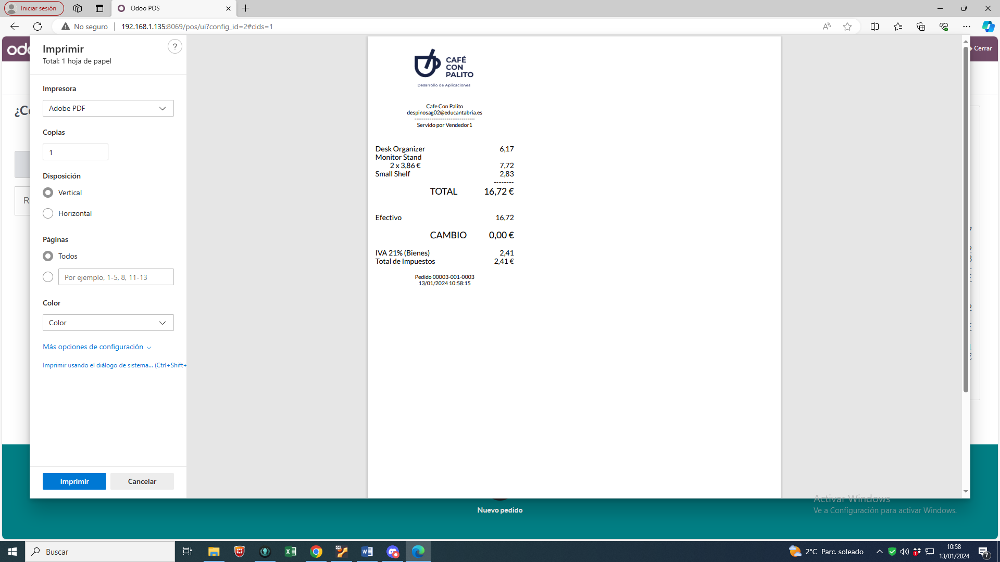 Iniciar sesión
Odoo POS
No seguro
192.168.1.135:8069/pos/ui?config_id=2#cids=1
Cerrar
Imprimir
?
Total: 1 hoja de papel
Impresora
Adobe PDF
Copias
1
Disposición
Vertical
Horizontal
Páginas
Todos
Por ejemplo, 1-5, 8, 11-13
Color
Color
Más opciones de configuración
Imprimir usando el diálogo de sistema... (Ctrl+Shift+
Imprimir
Cancelar
CAFÉ
CON
PALITO
Desarrollo de Aplicaciones
Cafe Con Palito
despinosag02@educantabria.es
--------------------------------
Servido por Vendedor1
Desk Organizer 6,17
Monitor Stand
2 x 3,86 € 7,72
Small Shelf 2,83
--------
TOTAL 16,72 €
Efectivo 16,72
CAMBIO 0,00 €
IVA 21% (Bienes) 2,41
Total de Impuestos 2,41 €
Pedido 00003-001-0003
13/01/2024 10:58:15
Nuevo pedido
Activar Windows
Ve a Configuración para activar Windows.
Buscar
2°C Parc. soleado
10:58
13/01/2024
7